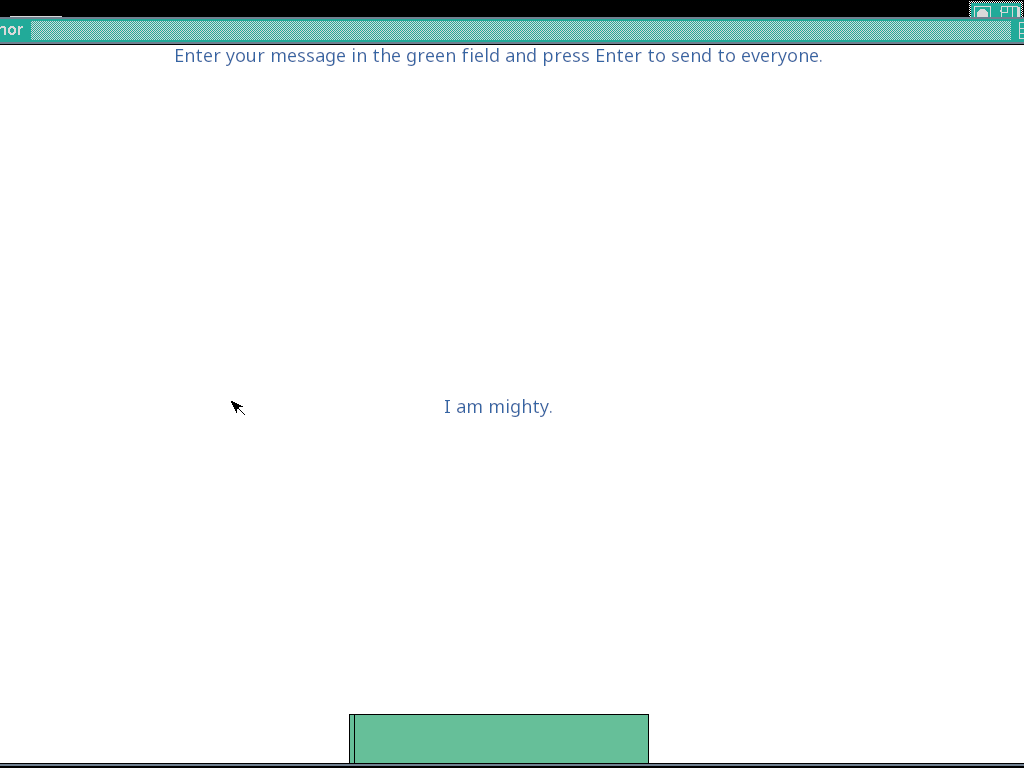 nor
Enter your message in the green field and press Enter to send to everyone.
I am mighty.